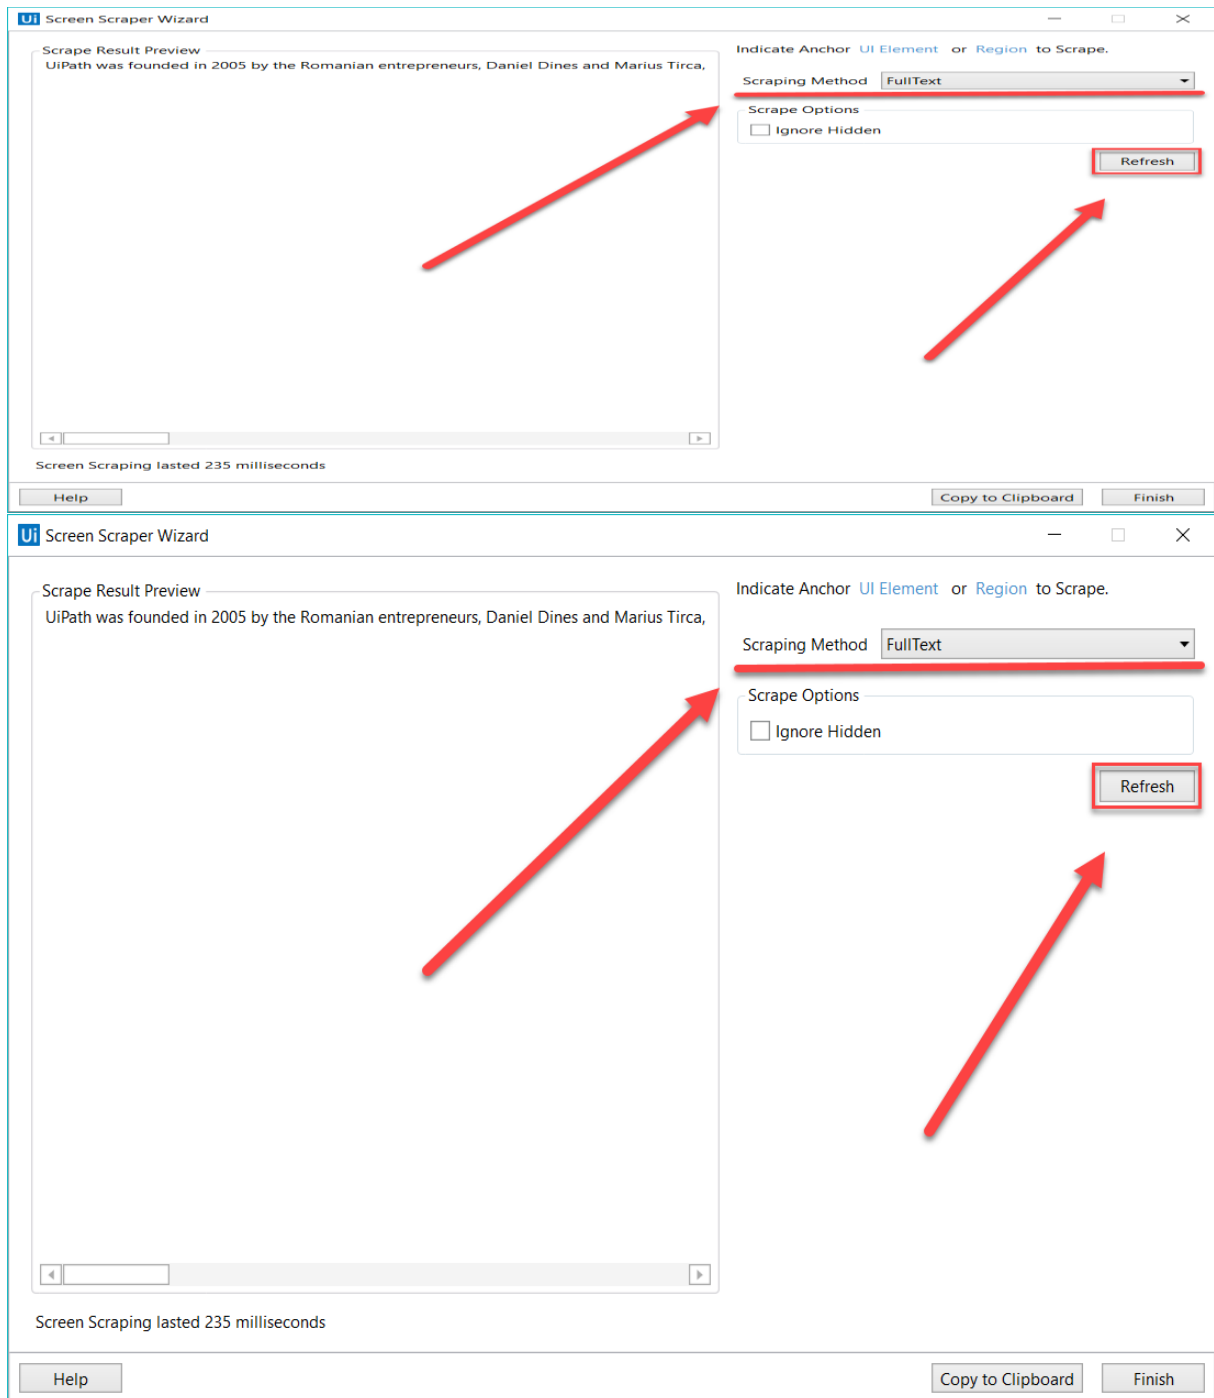 Ui Screen Scraper Wizard
Scrape Result Preview
UiPath was founded in 2005 by the Romanian entrepreneurs, Daniel Dines and Marius Tirca,
Indicate Anchor UI Element or Region to Scrape.
Scraping Method FullText
Scrape Options
Ignore Hidden
Refresh
Screen Scraping lasted 235 milliseconds
Help Copy to Clipboard Finish
Ui Screen Scraper Wizard
Scrape Result Preview
UiPath was founded in 2005 by the Romanian entrepreneurs, Daniel Dines and Marius Tirca,
Indicate Anchor UI Element or Region to Scrape.
Scraping Method FullText
Scrape Options
Ignore Hidden
Refresh
Screen Scraping lasted 235 milliseconds
Help Copy to Clipboard Finish